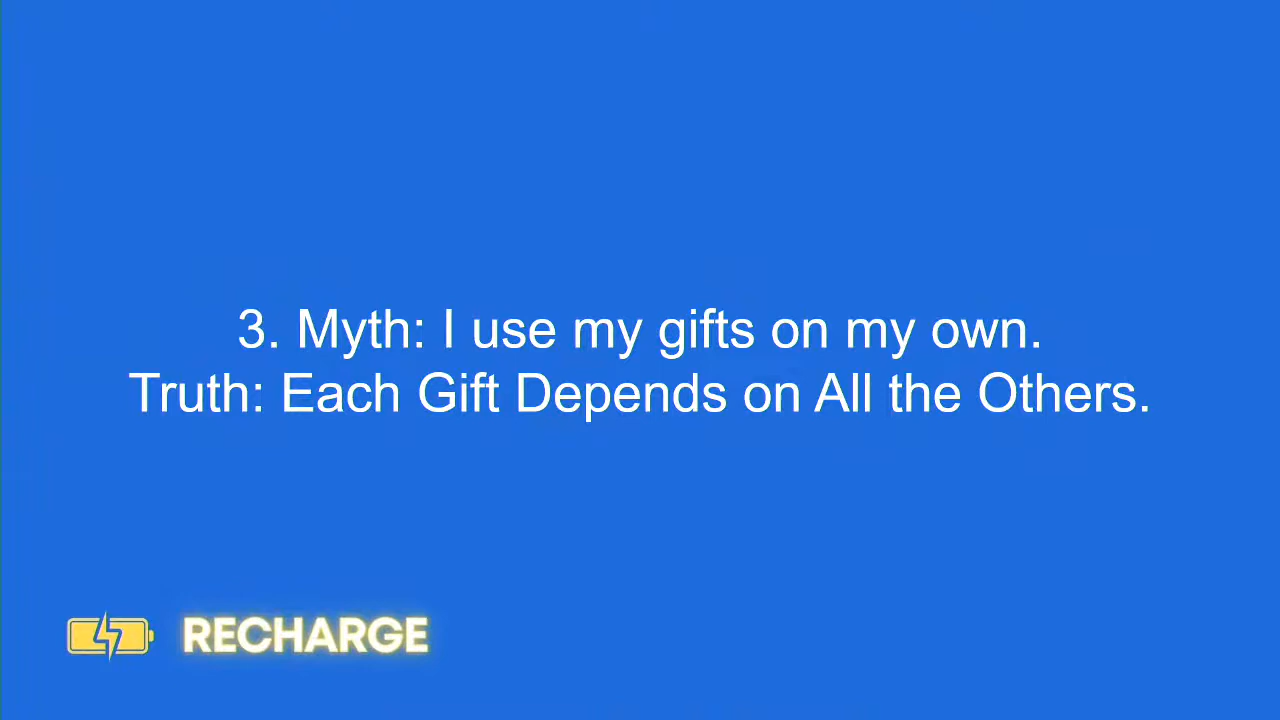 3. Myth: I use my gifts on my own.
Truth: Each Gift Depends on All the Others.
RECHARGE